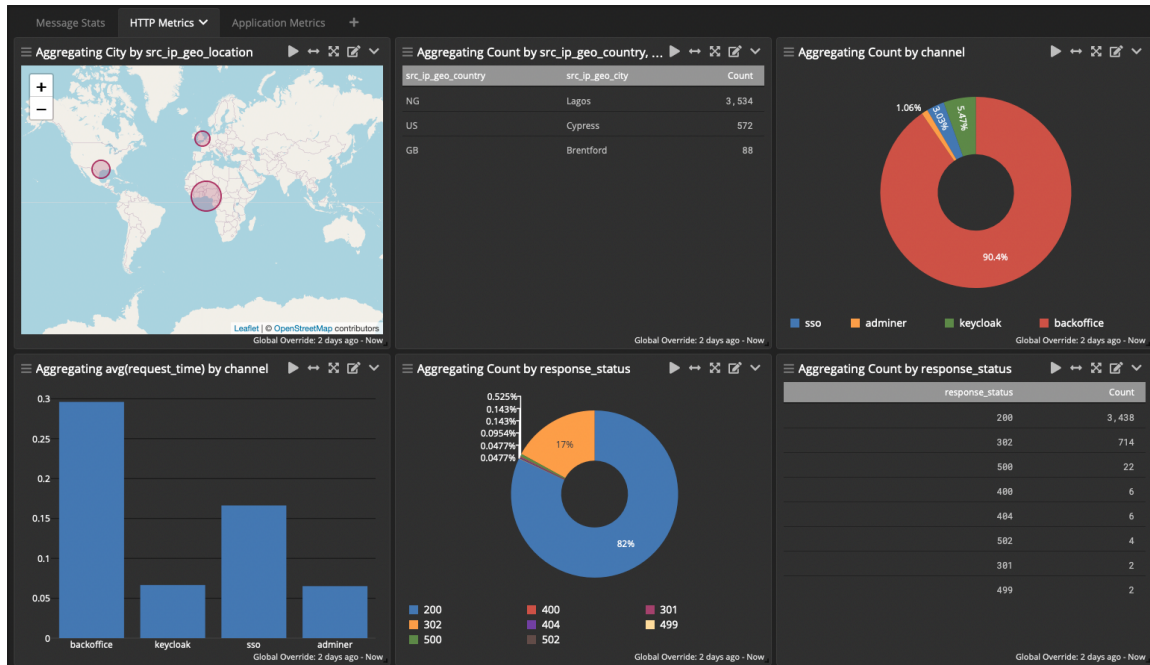 Message Stats HTTP Metrics Application Metrics +
Aggregating City by src_ip_geo_location
+
−
Leaflet | © OpenStreetMap contributors
Global Override: 2 days ago - Now
Aggregating Count by src_ip_geo_country, ...
src_ip_geo_country src_ip_geo_city Count
NG Lagos 3,534
US Cypress 572
GB Brentford 88
Global Override: 2 days ago - Now
Aggregating Count by channel
1.06%
3.03%
5.47%
90.4%
sso adminer keycloak backoffice
Global Override: 2 days ago - Now
Aggregating avg(request_time) by channel
0.3
0.25
0.2
0.15
0.1
0.05
0
backoffice keycloak sso adminer
Global Override: 2 days ago - Now
Aggregating Count by response_status
0.525%
0.143%
0.143%
0.0954%
0.0477%
0.0477%
17%
82%
200 400 301
302 404 499
500 502
Global Override: 2 days ago - Now
Aggregating Count by response_status
response_status Count
200 3,438
302 714
500 22
400 6
404 6
502 4
301 2
499 2
Global Override: 2 days ago - Now